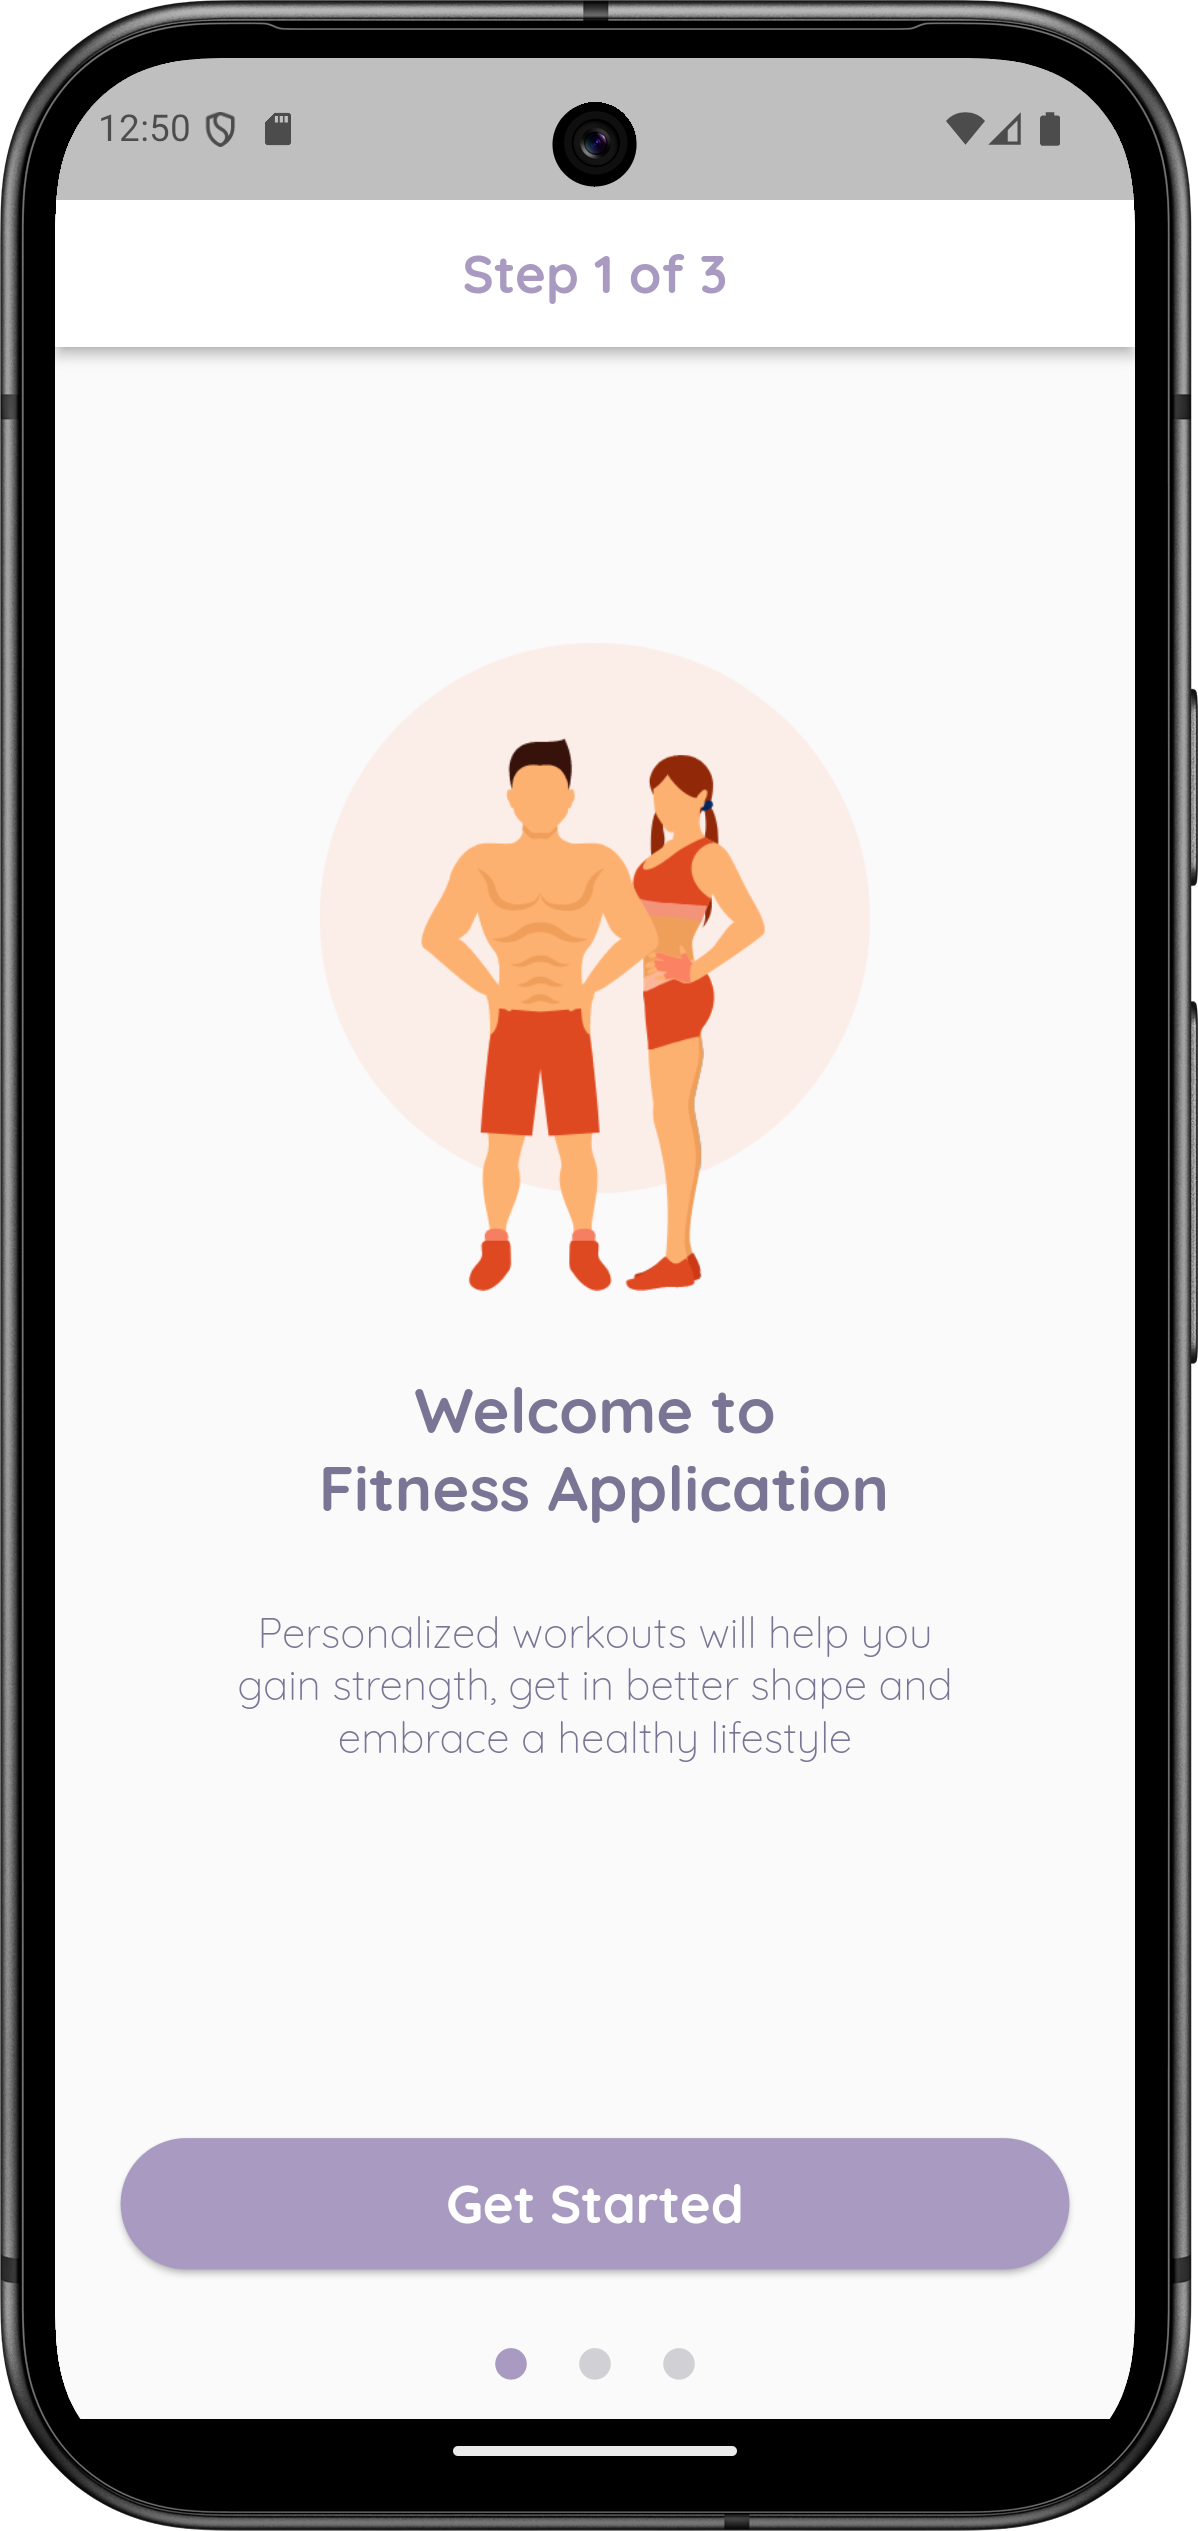 12:50
Step 1 of 3
Welcome to
Fitness Application
Personalized workouts will help you
gain strength, get in better shape and
embrace a healthy lifestyle
Get Started